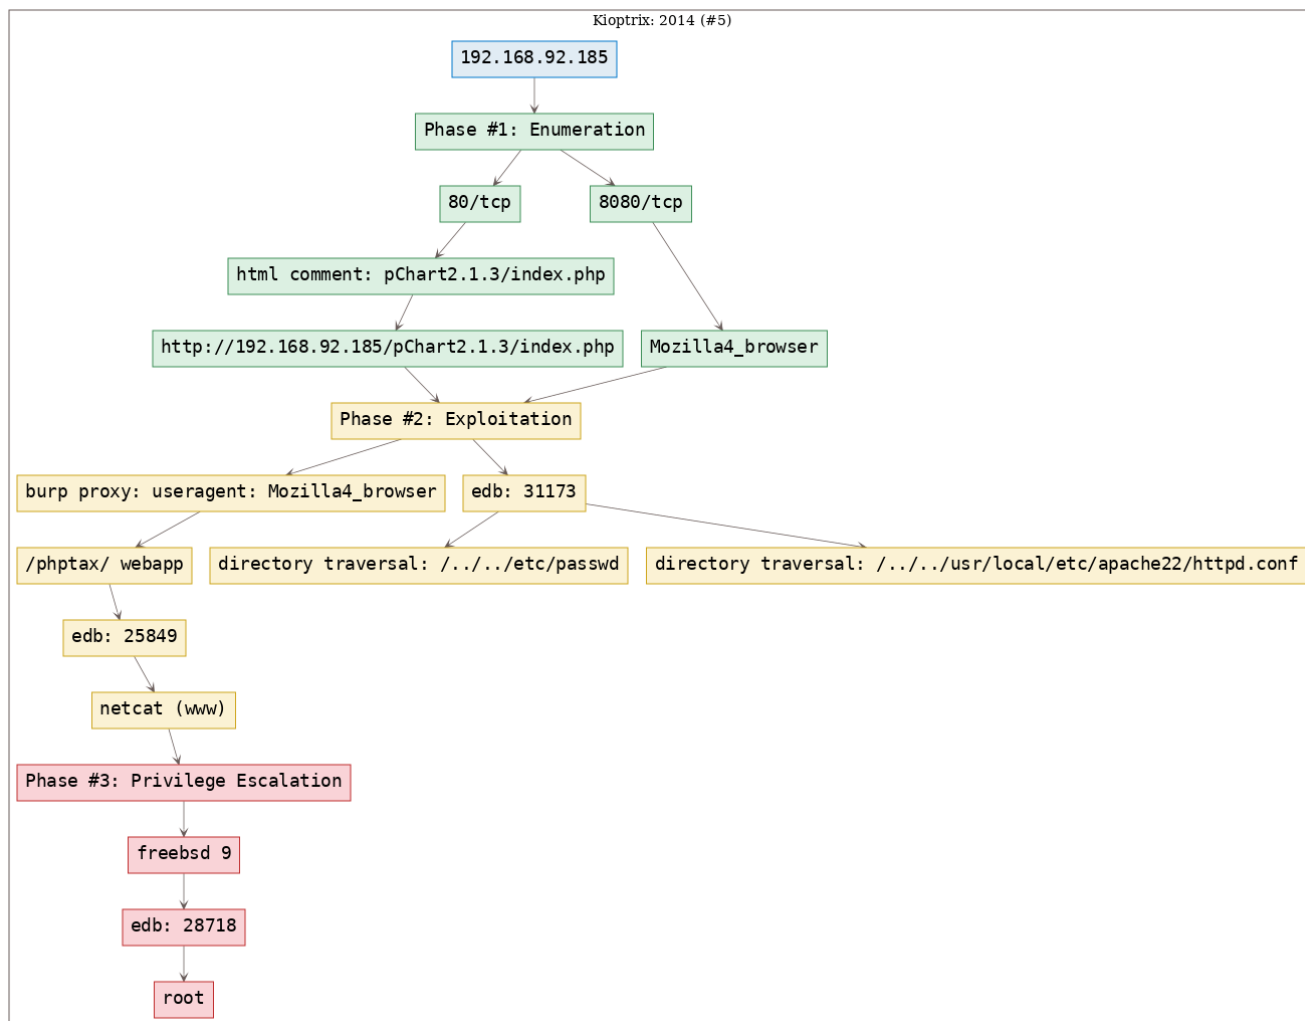 Kioptrix: 2014 (#5)
192.168.92.185
Phase #1: Enumeration
80/tcp
8080/tcp
html comment: pChart2.1.3/index.php
http://192.168.92.185/pChart2.1.3/index.php
Mozilla4_browser
Phase #2: Exploitation
burp proxy: useragent: Mozilla4_browser
edb: 31173
/phptax/ webapp
directory traversal: /../../etc/passwd
directory traversal: /../../usr/local/etc/apache22/httpd.conf
edb: 25849
netcat (www)
Phase #3: Privilege Escalation
freebsd 9
edb: 28718
root